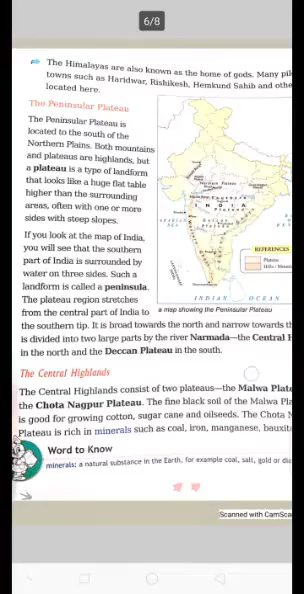 6/8
The Himalayas are also known as the home of gods. Many
towns such as Haridwar, Rishikesh, Hemkund Sahib and
located here.
The Peninsular Plateau
The Peninsular Plateau is
located to the south of the
Northern Plains. Both mountains
and plateaus are highlands, but
a plateau is a type of landform
that looks like a huge flat table
higher than the surrounding
areas, often with one or more
sides with steep slopes.
If you look at the map of India,
you will see that the southern
part of India is surrounded by
water on three sides. Such a
landform is called a peninsula.
The plateau region stretches
from the central part of India to
the southern tip. It is broad towards the north and narrow towards
is divided into two large parts by the river Narmada—the Central
in the north and the Deccan Plateau in the south.
INDIA
REFERENCES
Plateau
Hills
INDIAN OCEAN
a map showing the Peninsular Plateau
The Central Highlands
The Central Highlands consist of two plateaus—the Malwa
the Chota Nagpur Plateau. The fine black soil of the Malwa
is good for growing cotton, sugar cane and oilseeds. The Chota
Plateau is rich in minerals such as coal, iron, manganese,
Word to Know
minerals: a natural substance in the Earth, for example coal, salt, gold or
Scanned with